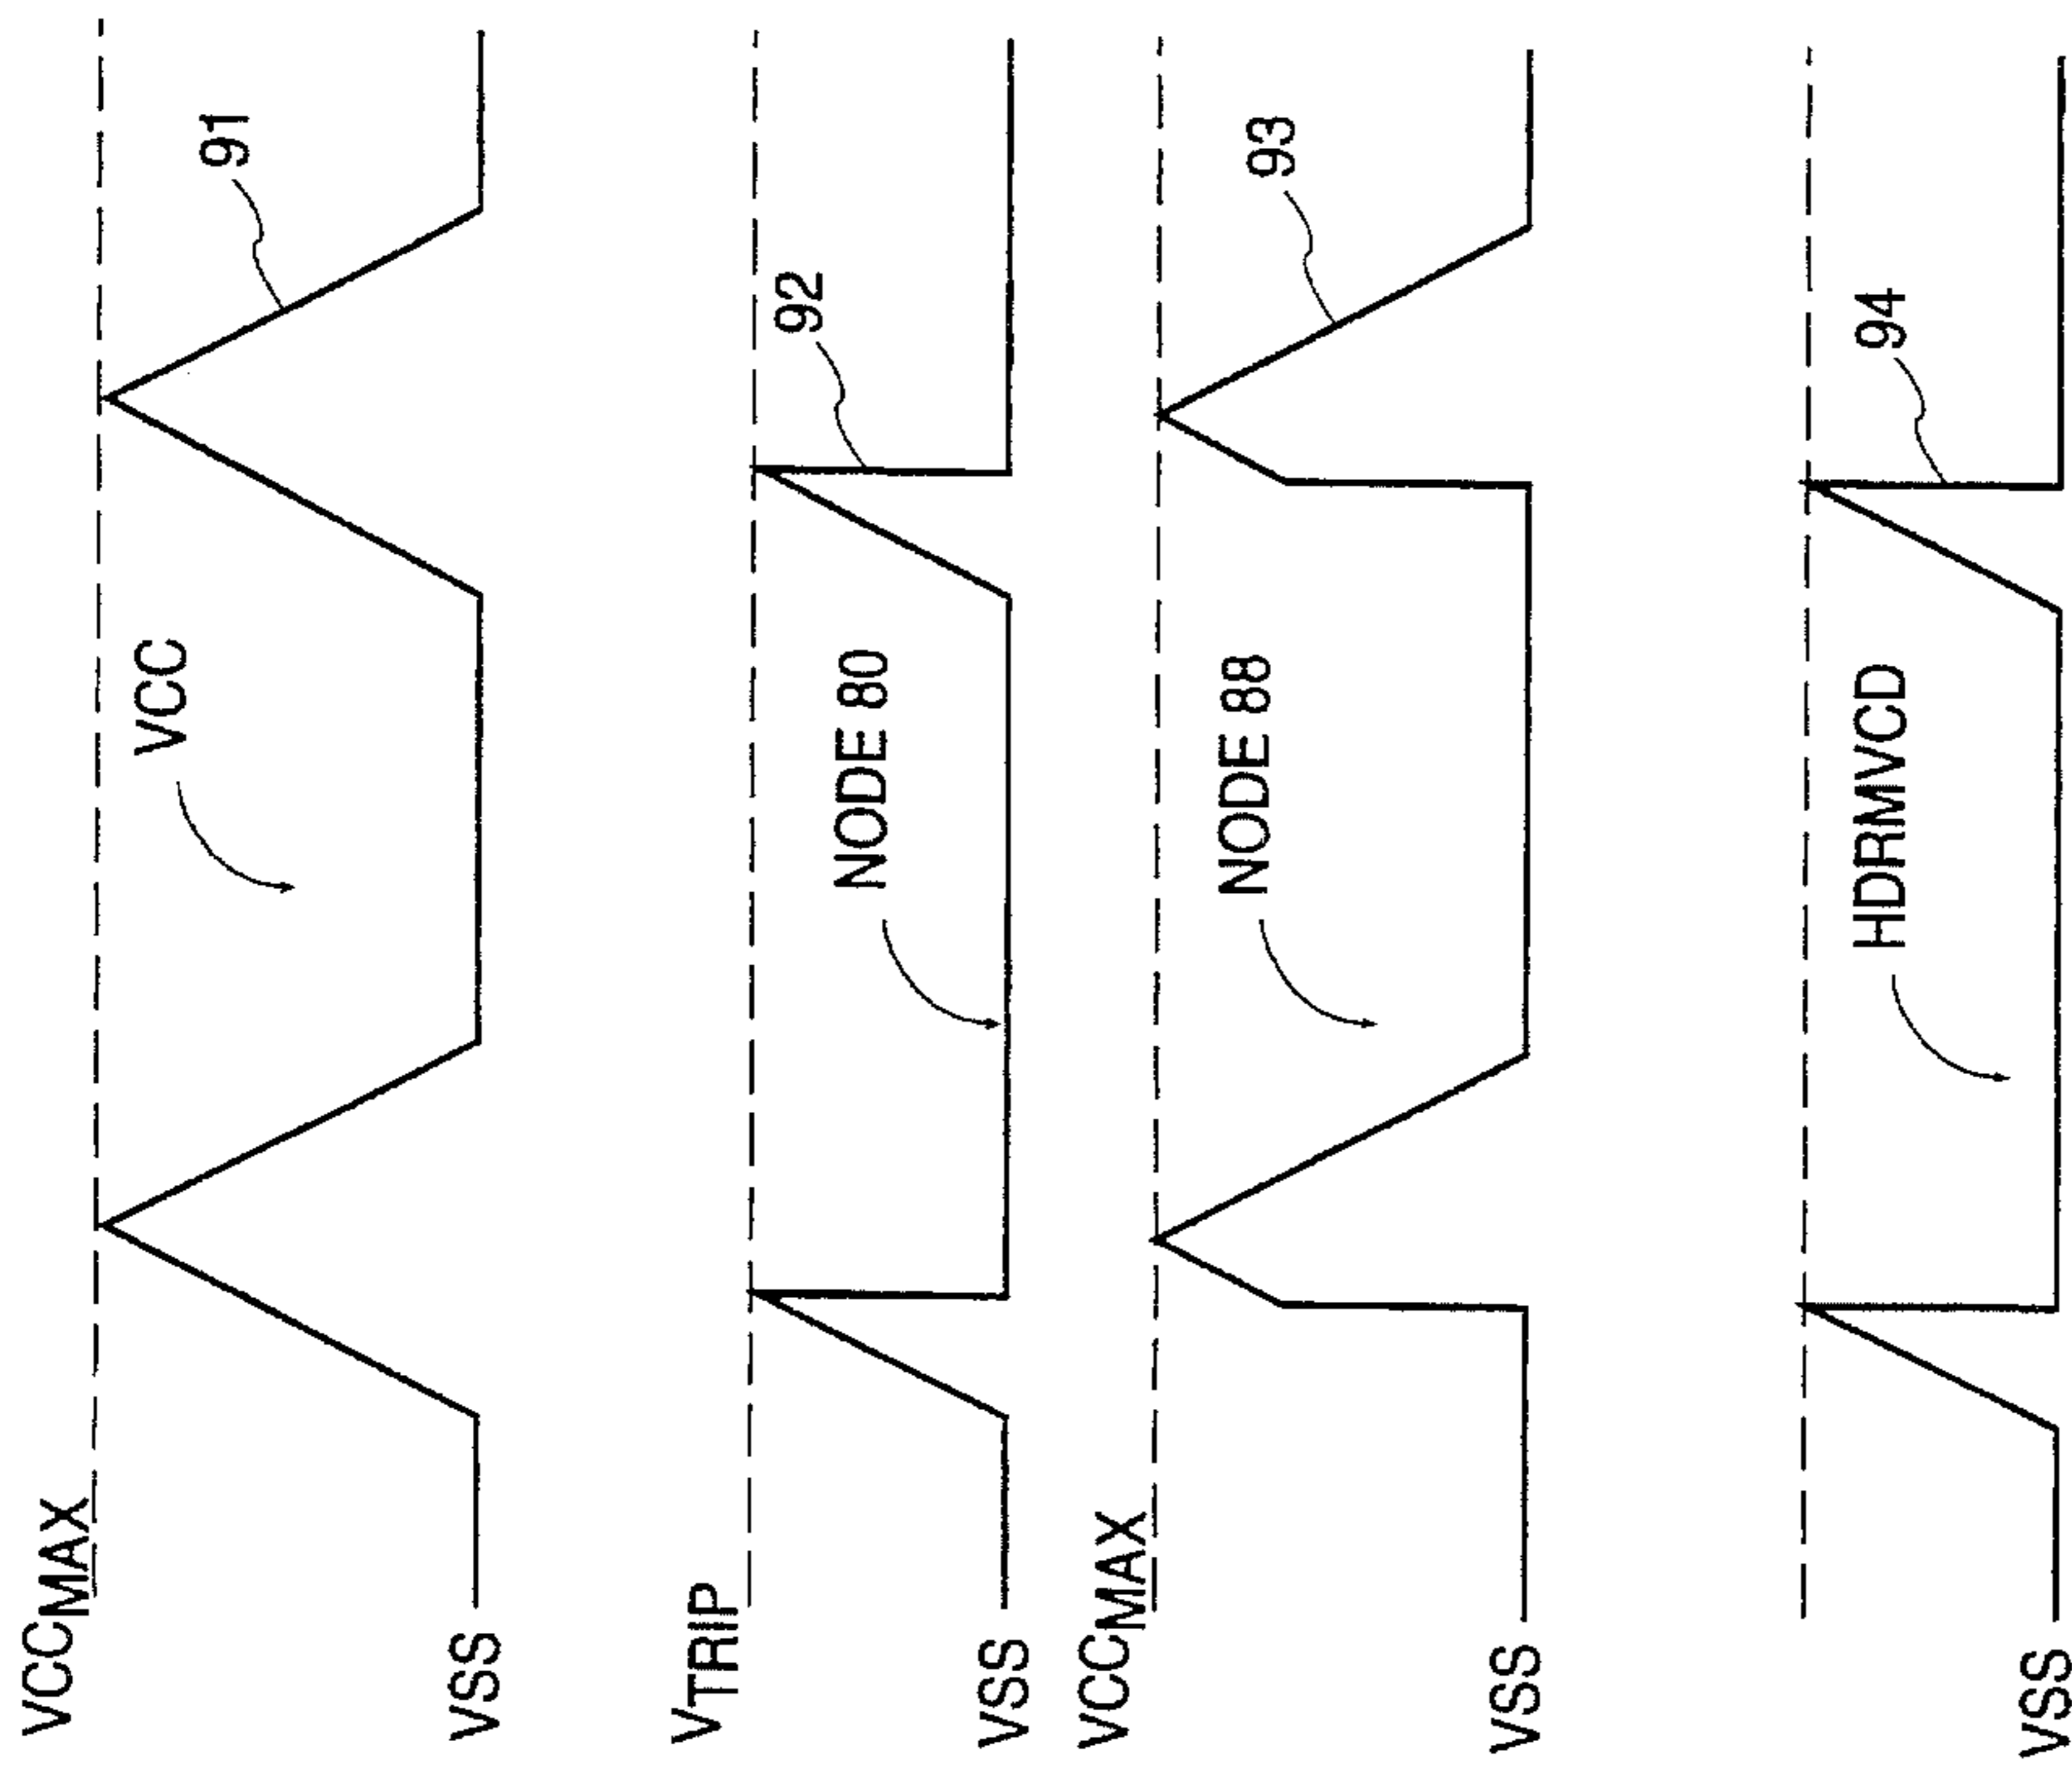 VCCMAX
VCC
91
VSS
VTRIP
92
NODE 80
VSS
VCCMAX
93
NODE 88
VSS
94
HDRMVCD
VSS